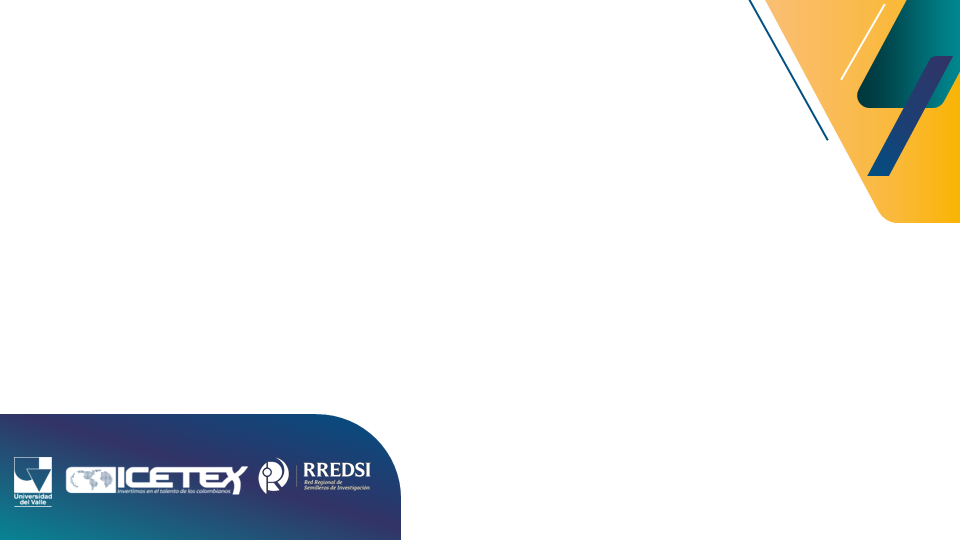 Universidad
del Valle
ICETEX
Invertimos en el talento de los colombianos
RREDSI
Red Regional de
Semilleros de Investigación